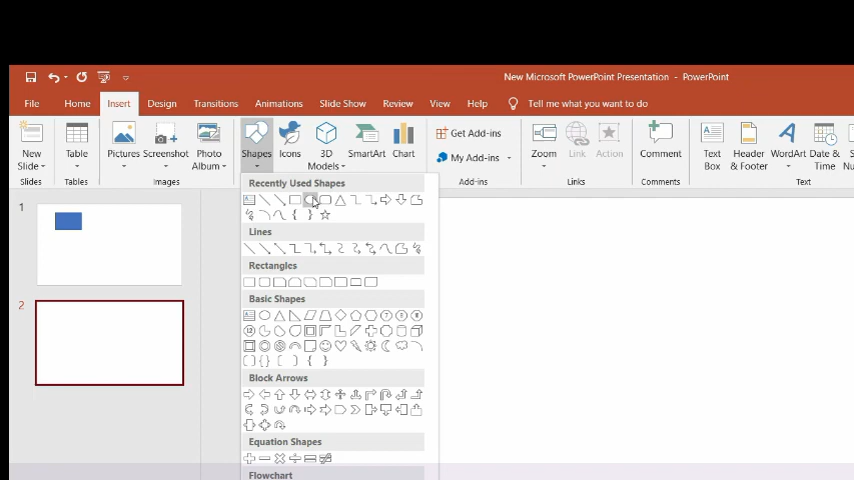 New Microsoft PowerPoint Presentation - PowerPoint
File Home Insert Design Transitions Animations Slide Show Review View Help Tell me what you want to do
New Slide Table Pictures Screenshot Photo Album Shapes Icons 3D Models SmartArt Chart Get Add-ins My Add-ins Zoom Link Action Comment Text Box Header & Footer WordArt Date & Time
Slides Tables Images Add-ins Links Comments Text
Recently Used Shapes
Lines
Rectangles
Basic Shapes
Block Arrows
Equation Shapes
Flowchart
1
2